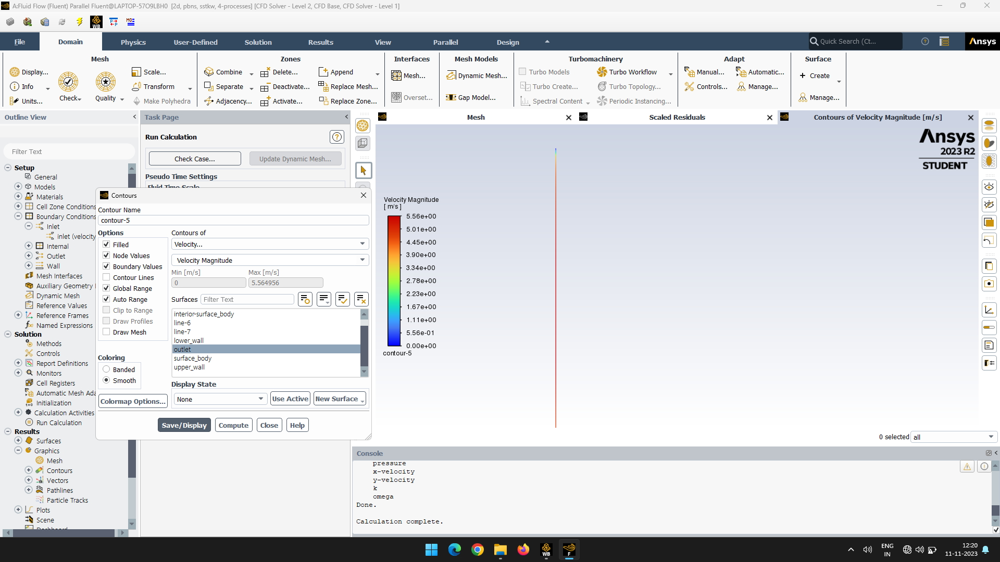 A:Fluid Flow (Fluent) Parallel Fluent@LAPTOP-57O9LBH0 [2d, pbns, sstkw, 4-processes] [CFD Solver - Level 2, CFD Base, CFD Solver - Level 1]
WB
File Domain Physics User-Defined Solution Results View Parallel Design Quick Search (Ct... Ansys
Mesh Zones Interfaces Mesh Models Turbomachinery Adapt Surface
Display... Scale... Combine Delete... Append Mesh... Dynamic Mesh... Turbo Models Turbo Workflow Manual... Automatic... Create
Info Transform Separate Deactivate... Replace Mesh... Turbo Create... Turbo Topology... Controls... Manage...
Units... Check Quality Make Polyhedra Adjacency... Activate... Replace Zone... Overset... Gap Model... Spectral Content Periodic Instancing... Manage...
Outline View
Filter Text
Setup
General
Models
Materials
Cell Zone Conditions
Boundary Conditions
Inlet
inlet (velocity
Internal
Outlet
Wall
Mesh Interfaces
Auxiliary Geometry
Dynamic Mesh
Reference Values
Reference Frames
Named Expressions
Solution
Methods
Controls
Report Definitions
Monitors
Cell Registers
Automatic Mesh Ada
Initialization
Calculation Activities
Run Calculation
Results
Surfaces
Graphics
Mesh
Contours
Vectors
Pathlines
Particle Tracks
Plots
Scene
Dashboard
Task Page
Run Calculation
Check Case... Update Dynamic Mesh...
Pseudo Time Settings
Fluid Time Scale
Contours
Contour Name
contour-5
Options
Filled
Node Values
Boundary Values
Contour Lines
Global Range
Auto Range
Clip to Range
Draw Profiles
Draw Mesh
Coloring
Banded
Smooth
Colormap Options...
Contours of
Velocity...
Velocity Magnitude
Min [m/s] Max [m/s]
0 5.564956
Surfaces Filter Text
interior-surface_body
line-6
line-7
lower_wall
outlet
surface_body
upper_wall
Display State
None Use Active New Surface
Save/Display Compute Close Help
Mesh Scaled Residuals Contours of Velocity Magnitude [m/s]
Ansys
2023 R2
STUDENT
Velocity Magnitude
[ m/s ]
5.56e+00
5.01e+00
4.45e+00
3.90e+00
3.34e+00
2.78e+00
2.23e+00
1.67e+00
1.11e+00
5.56e-01
0.00e+00
contour-5
0 selected all
Console
pressure
x-velocity
y-velocity
k
omega
Done.
Calculation complete.
WB F
ENG
IN
12:20
11-11-2023